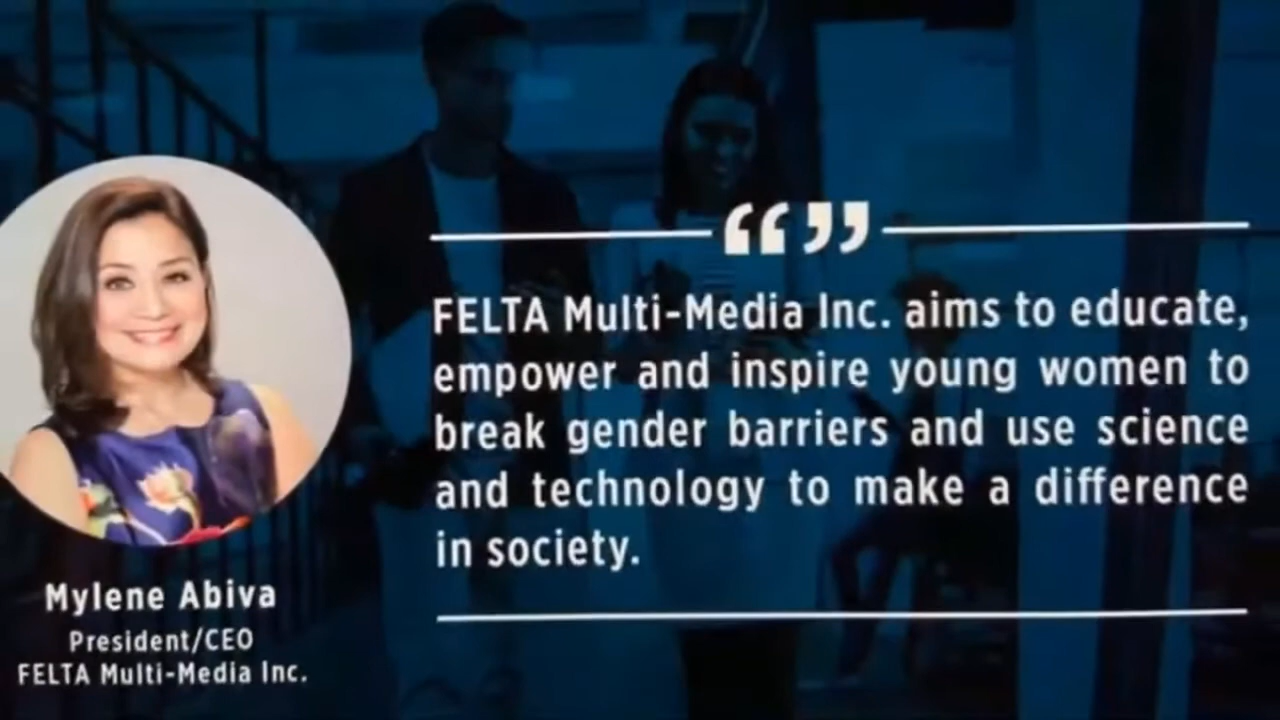 “”
FELTA Multi-Media Inc. aims to educate,
empower and inspire young women to
break gender barriers and use science
and technology to make a difference
in society.
Mylene Abiva
President/CEO
FELTA Multi-Media Inc.